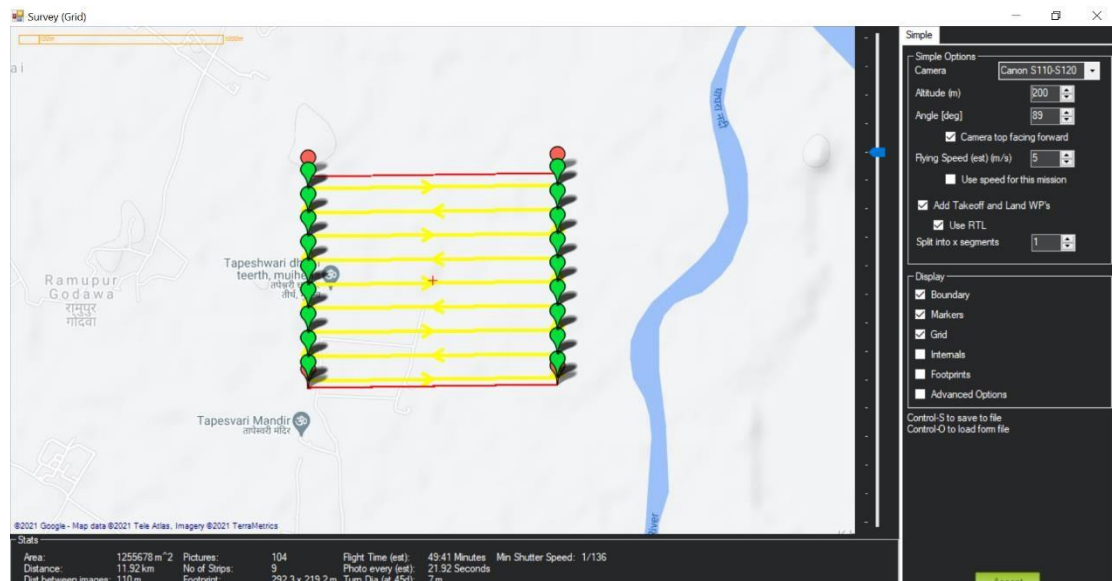 Survey (Grid)
ai
Ramupur
Godawa
रामुपुर
गोदवा
Tapeshwari dh
teerth, mujhe
Tapesvari Mandir
तापेस्वरी मंदिर
River
©2021 Google - Map data ©2021 Tele Atlas, Imagery ©2021 TerraMetrics
Simple
Simple Options
Camera Canon S110-S120
Altitude (m) 200
Angle [deg] 89
Camera top facing forward
Flying Speed (est) (m/s) 5
Use speed for this mission
Add Takeoff and Land WP's
Use RTL
Split into x segments 1
Display
Boundary
Markers
Grid
Internals
Footprints
Advanced Options
Control-S to save to file
Control-O to load form file
Stats
Area: 1255678 m^2 Pictures: 104 Flight Time (est): 49:41 Minutes Min Shutter Speed: 1/136
Distance: 11.92 km No of Strips: 9 Photo every (est): 21.92 Seconds
Dist between images: 110 m Footprint: 292.3 x 219.2 m Turn Dia (at 45d): 7 m
Accept